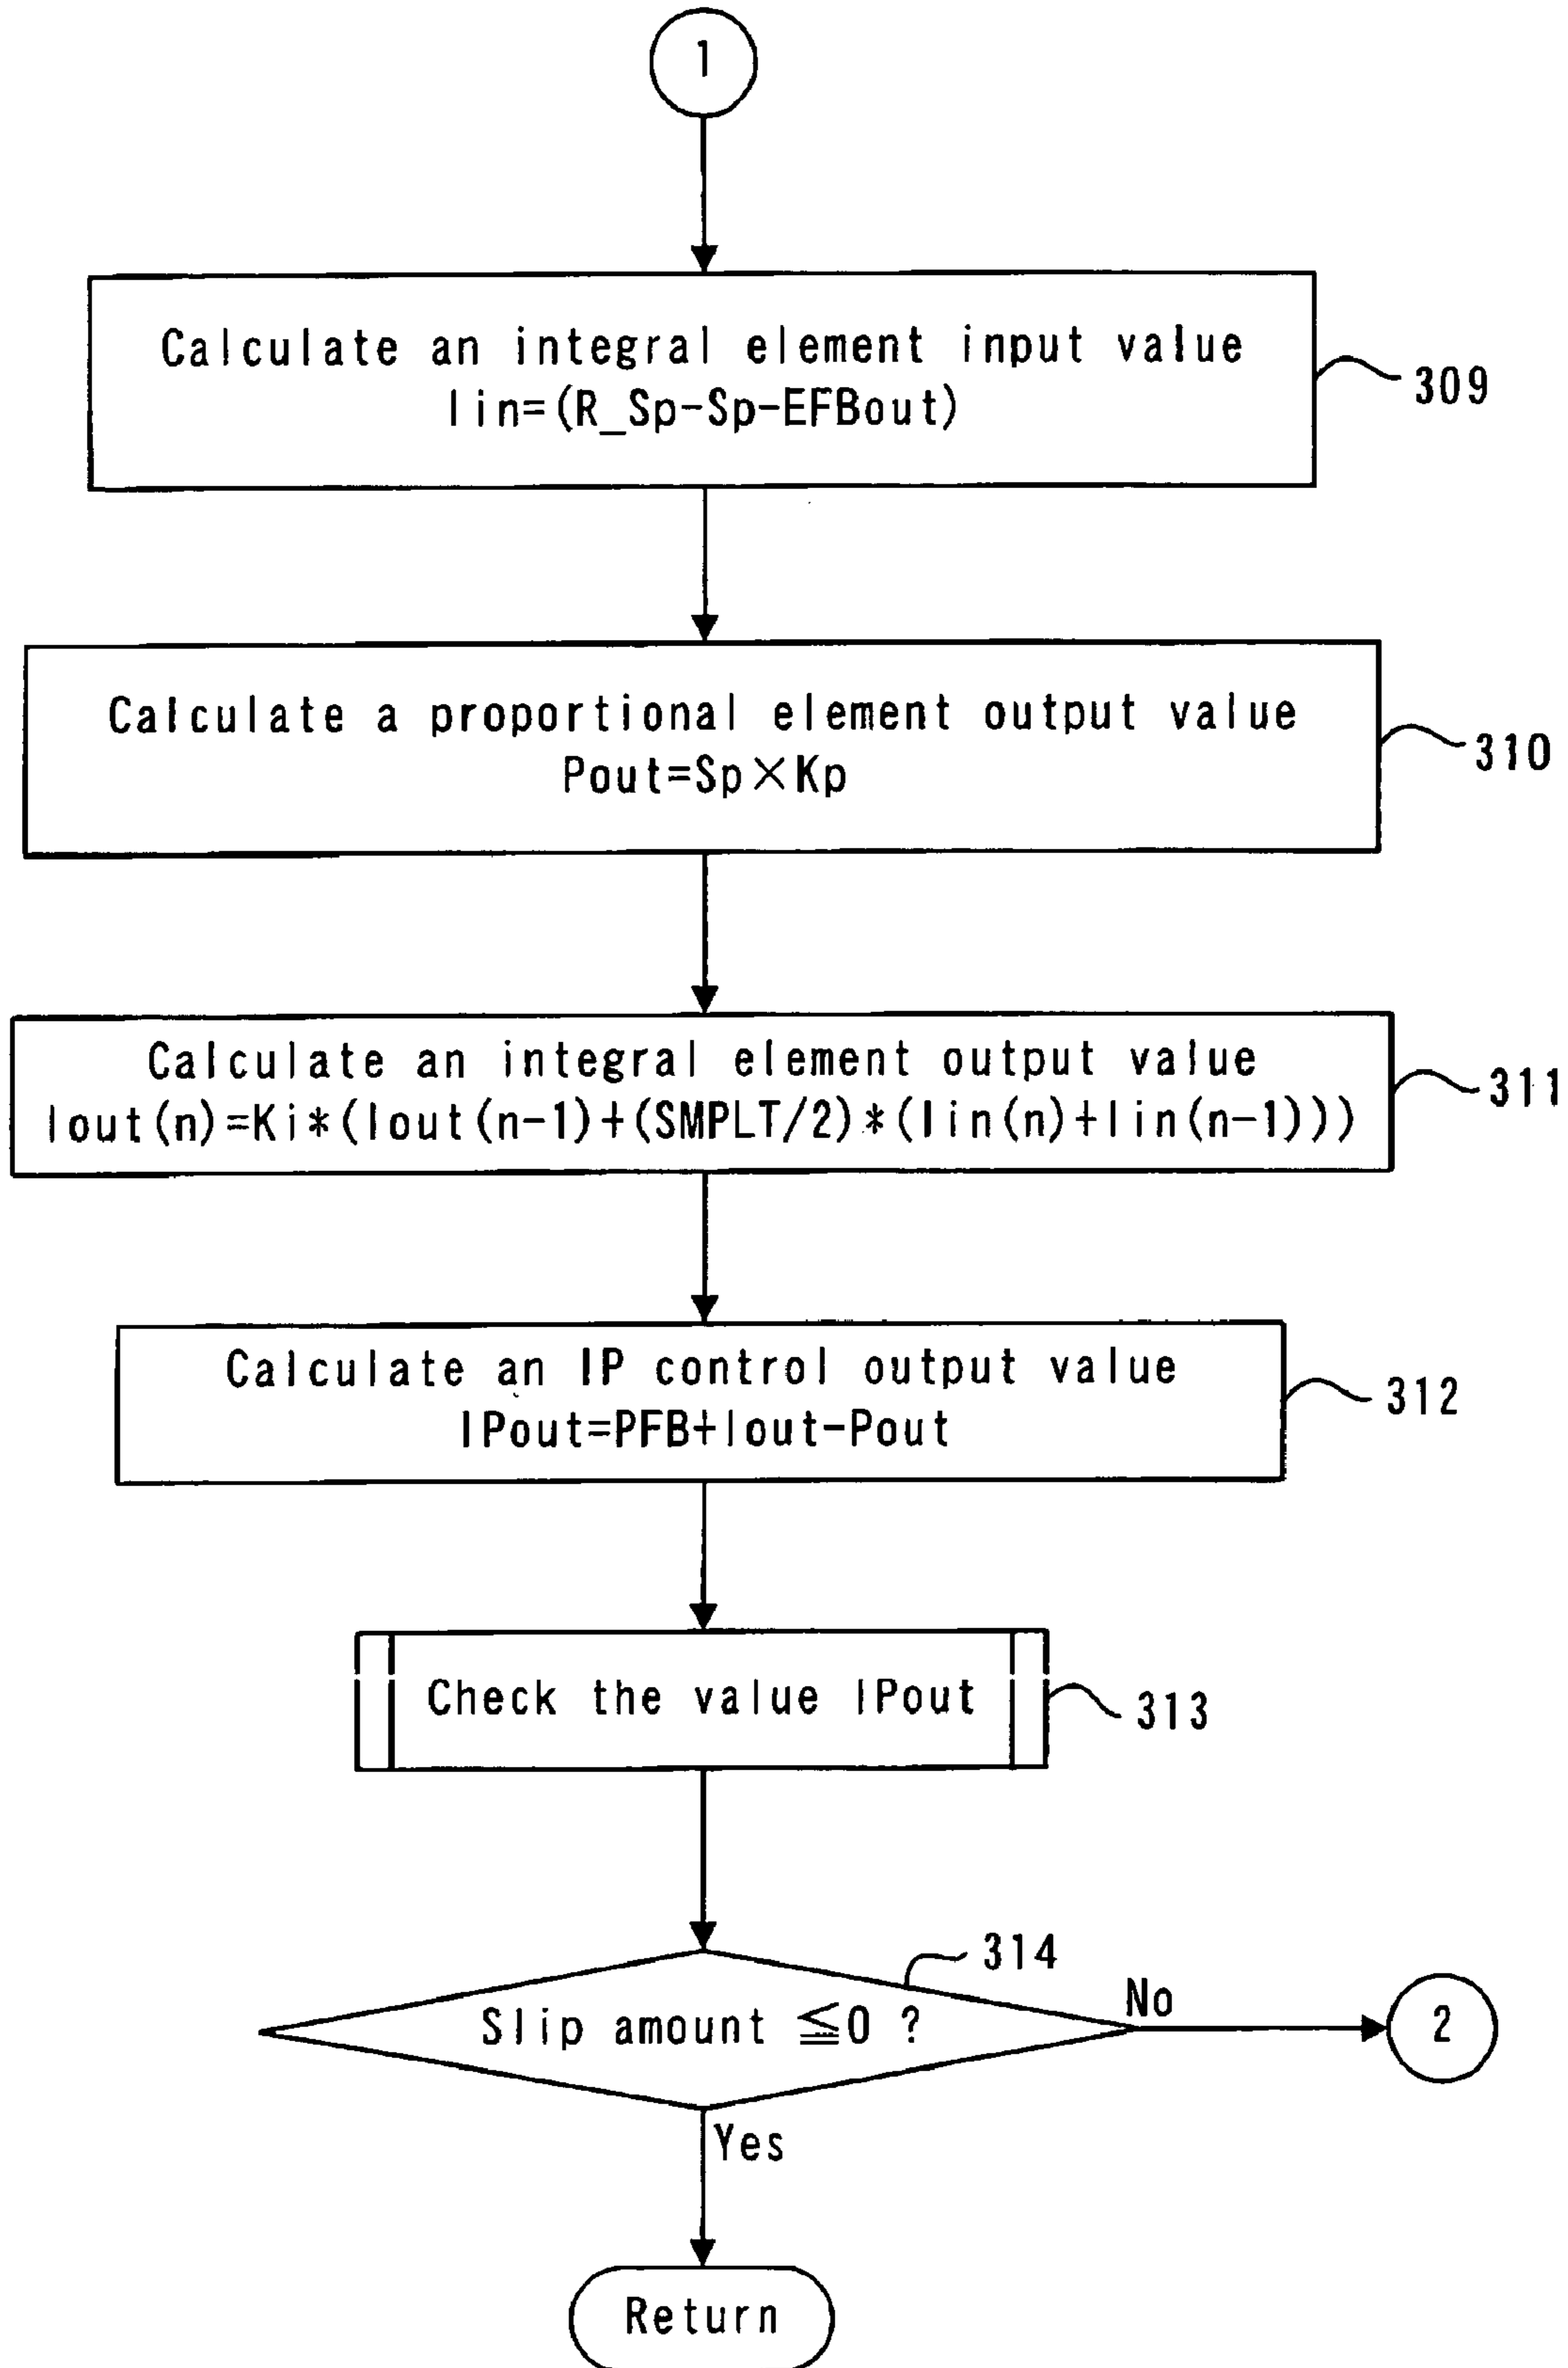 1
Calculate an integral element input value
Iin=(R_Sp-Sp-EFBout)
309
Calculate a proportional element output value
Pout=Sp×Kp
310
Calculate an integral element output value
Iout(n)=Ki*(Iout(n-1)+(SMPLT/2)*(Iin(n)+Iin(n-1)))
311
Calculate an IP control output value
IPout=PFB+Iout-Pout
312
Check the value IPout
313
314
Slip amount ≦0 ?
No
2
Yes
Return